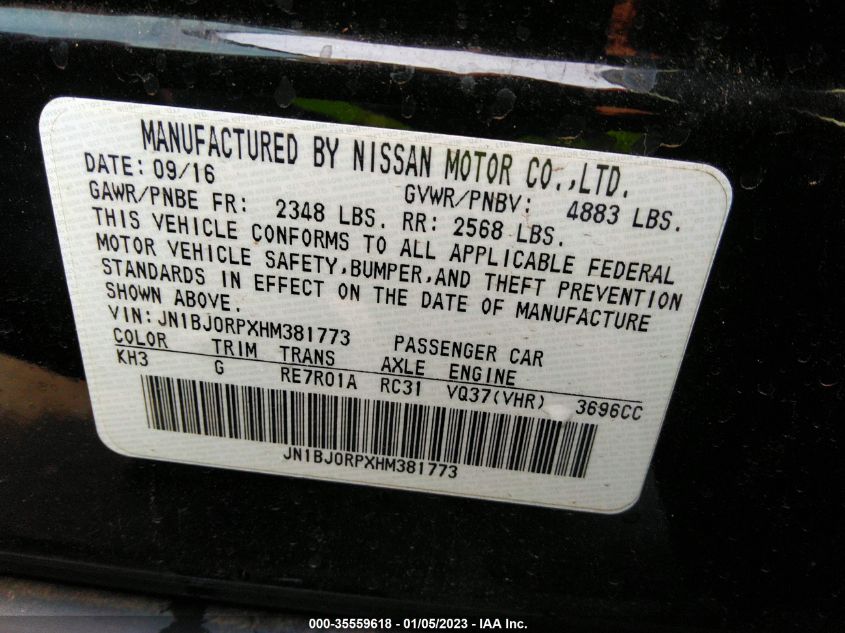 MANUFACTURED BY NISSAN MOTOR CO.,LTD.
DATE: 09/16 GVWR/PNBV: 4883 LBS.
GAWR/PNBE FR: 2348 LBS. RR: 2568 LBS.
THIS VEHICLE CONFORMS TO ALL APPLICABLE FEDERAL
MOTOR VEHICLE SAFETY,BUMPER,AND THEFT PREVENTION
STANDARDS IN EFFECT ON THE DATE OF MANUFACTURE
SHOWN ABOVE.
VIN:JN1BJ0RPXHM381773 PASSENGER CAR
COLOR TRIM TRANS AXLE ENGINE
KH3 G RE7R01A RC31 VQ37(VHR) 3696CC
JN1BJ0RPXHM381773
000-35559618 - 01/05/2023 - IAA Inc.